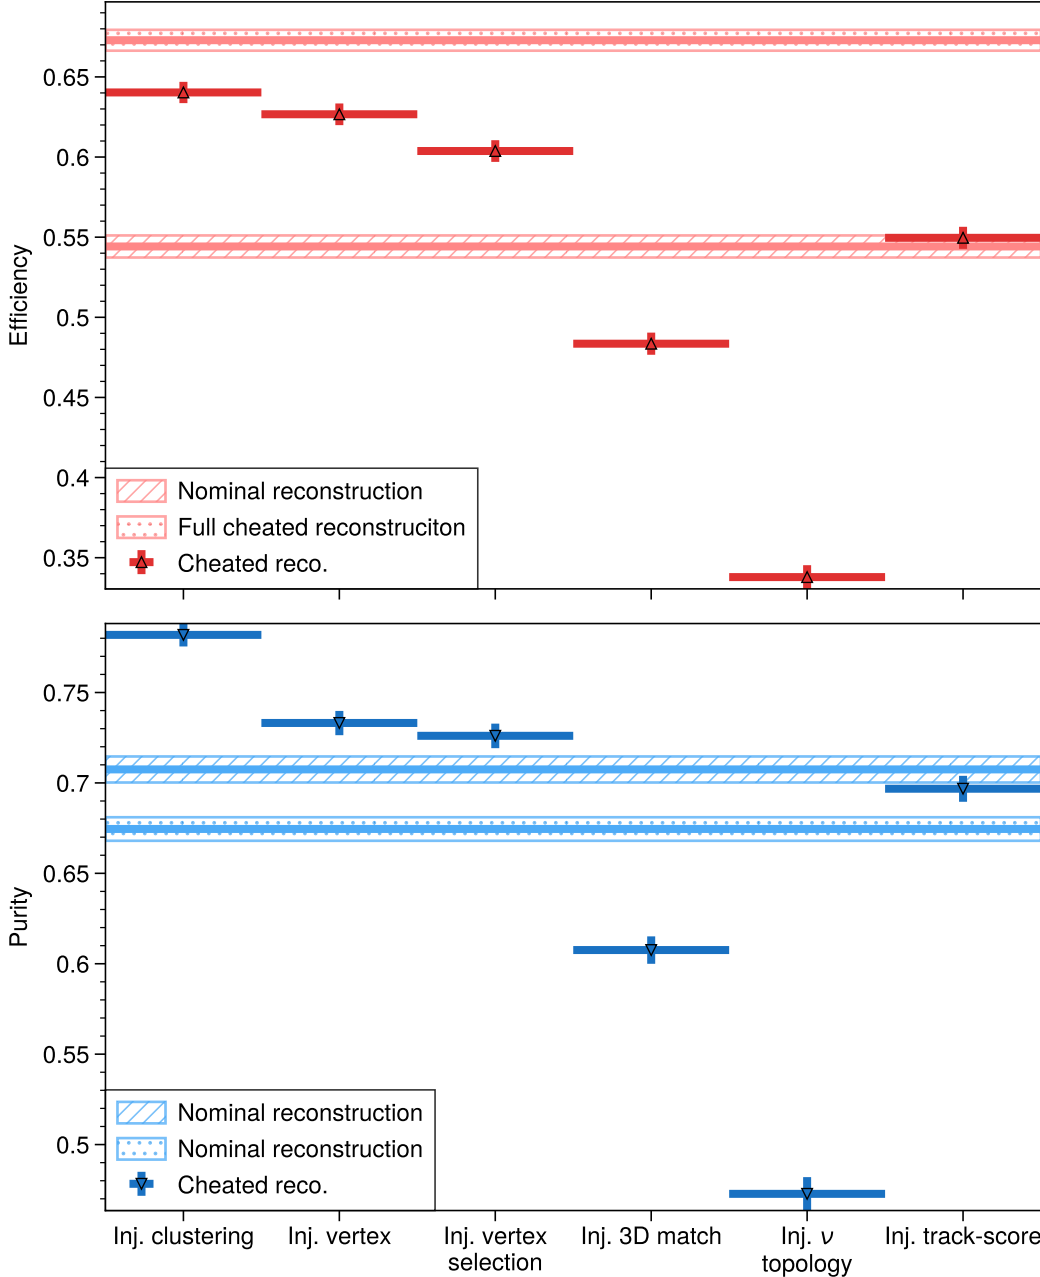 0.65
0.6
0.55
0.5
0.45
0.4
0.35
Efficiency
Nominal reconstruction
Full cheated reconstruciton
Cheated reco.
0.75
0.7
0.65
0.6
0.55
0.5
Purity
Nominal reconstruction
Nominal reconstruction
Cheated reco.
Inj. clustering
Inj. vertex
Inj. vertex
selection
Inj. 3D match
Inj. ν
topology
Inj. track-score